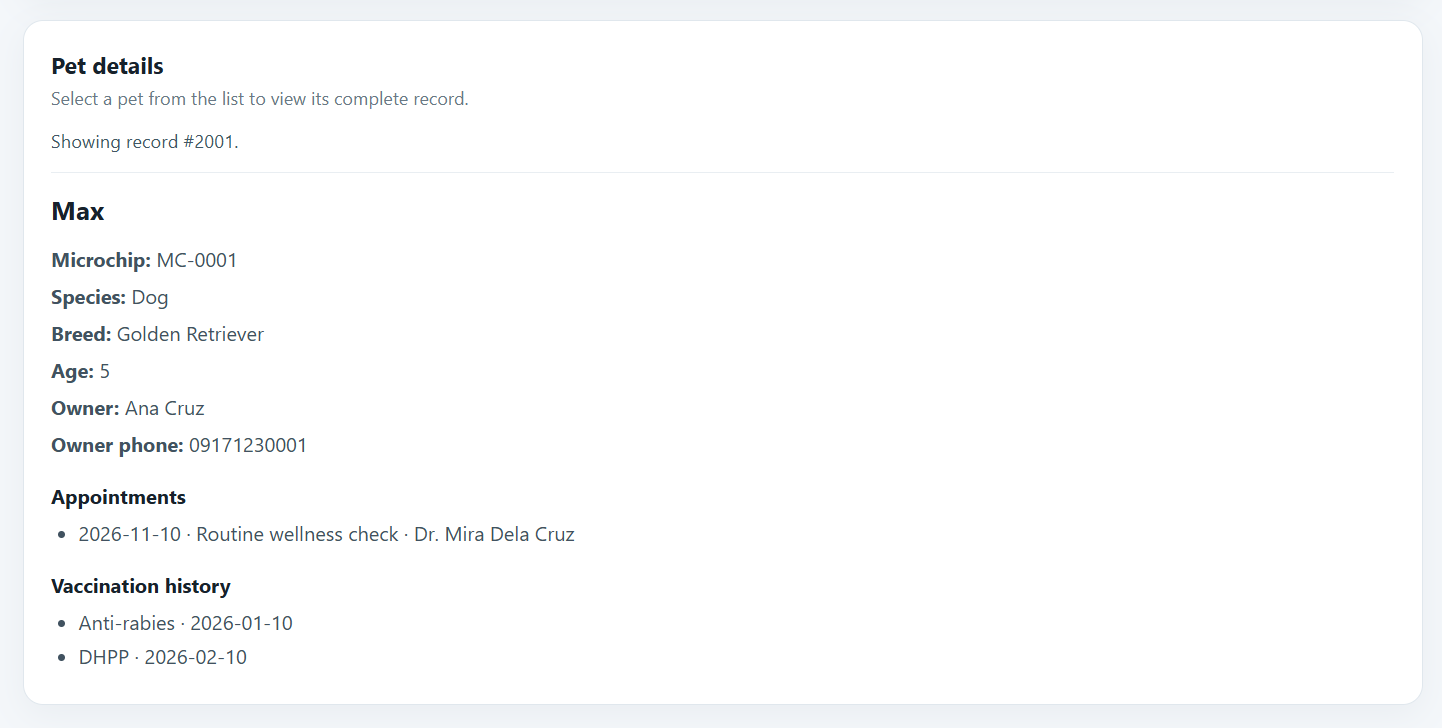 Pet details
Select a pet from the list to view its complete record.
Showing record #2001.
Max
Microchip: MC-0001
Species: Dog
Breed: Golden Retriever
Age: 5
Owner: Ana Cruz
Owner phone: 09171230001
Appointments
• 2026-11-10 · Routine wellness check · Dr. Mira Dela Cruz
Vaccination history
• Anti-rabies · 2026-01-10
• DHPP · 2026-02-10